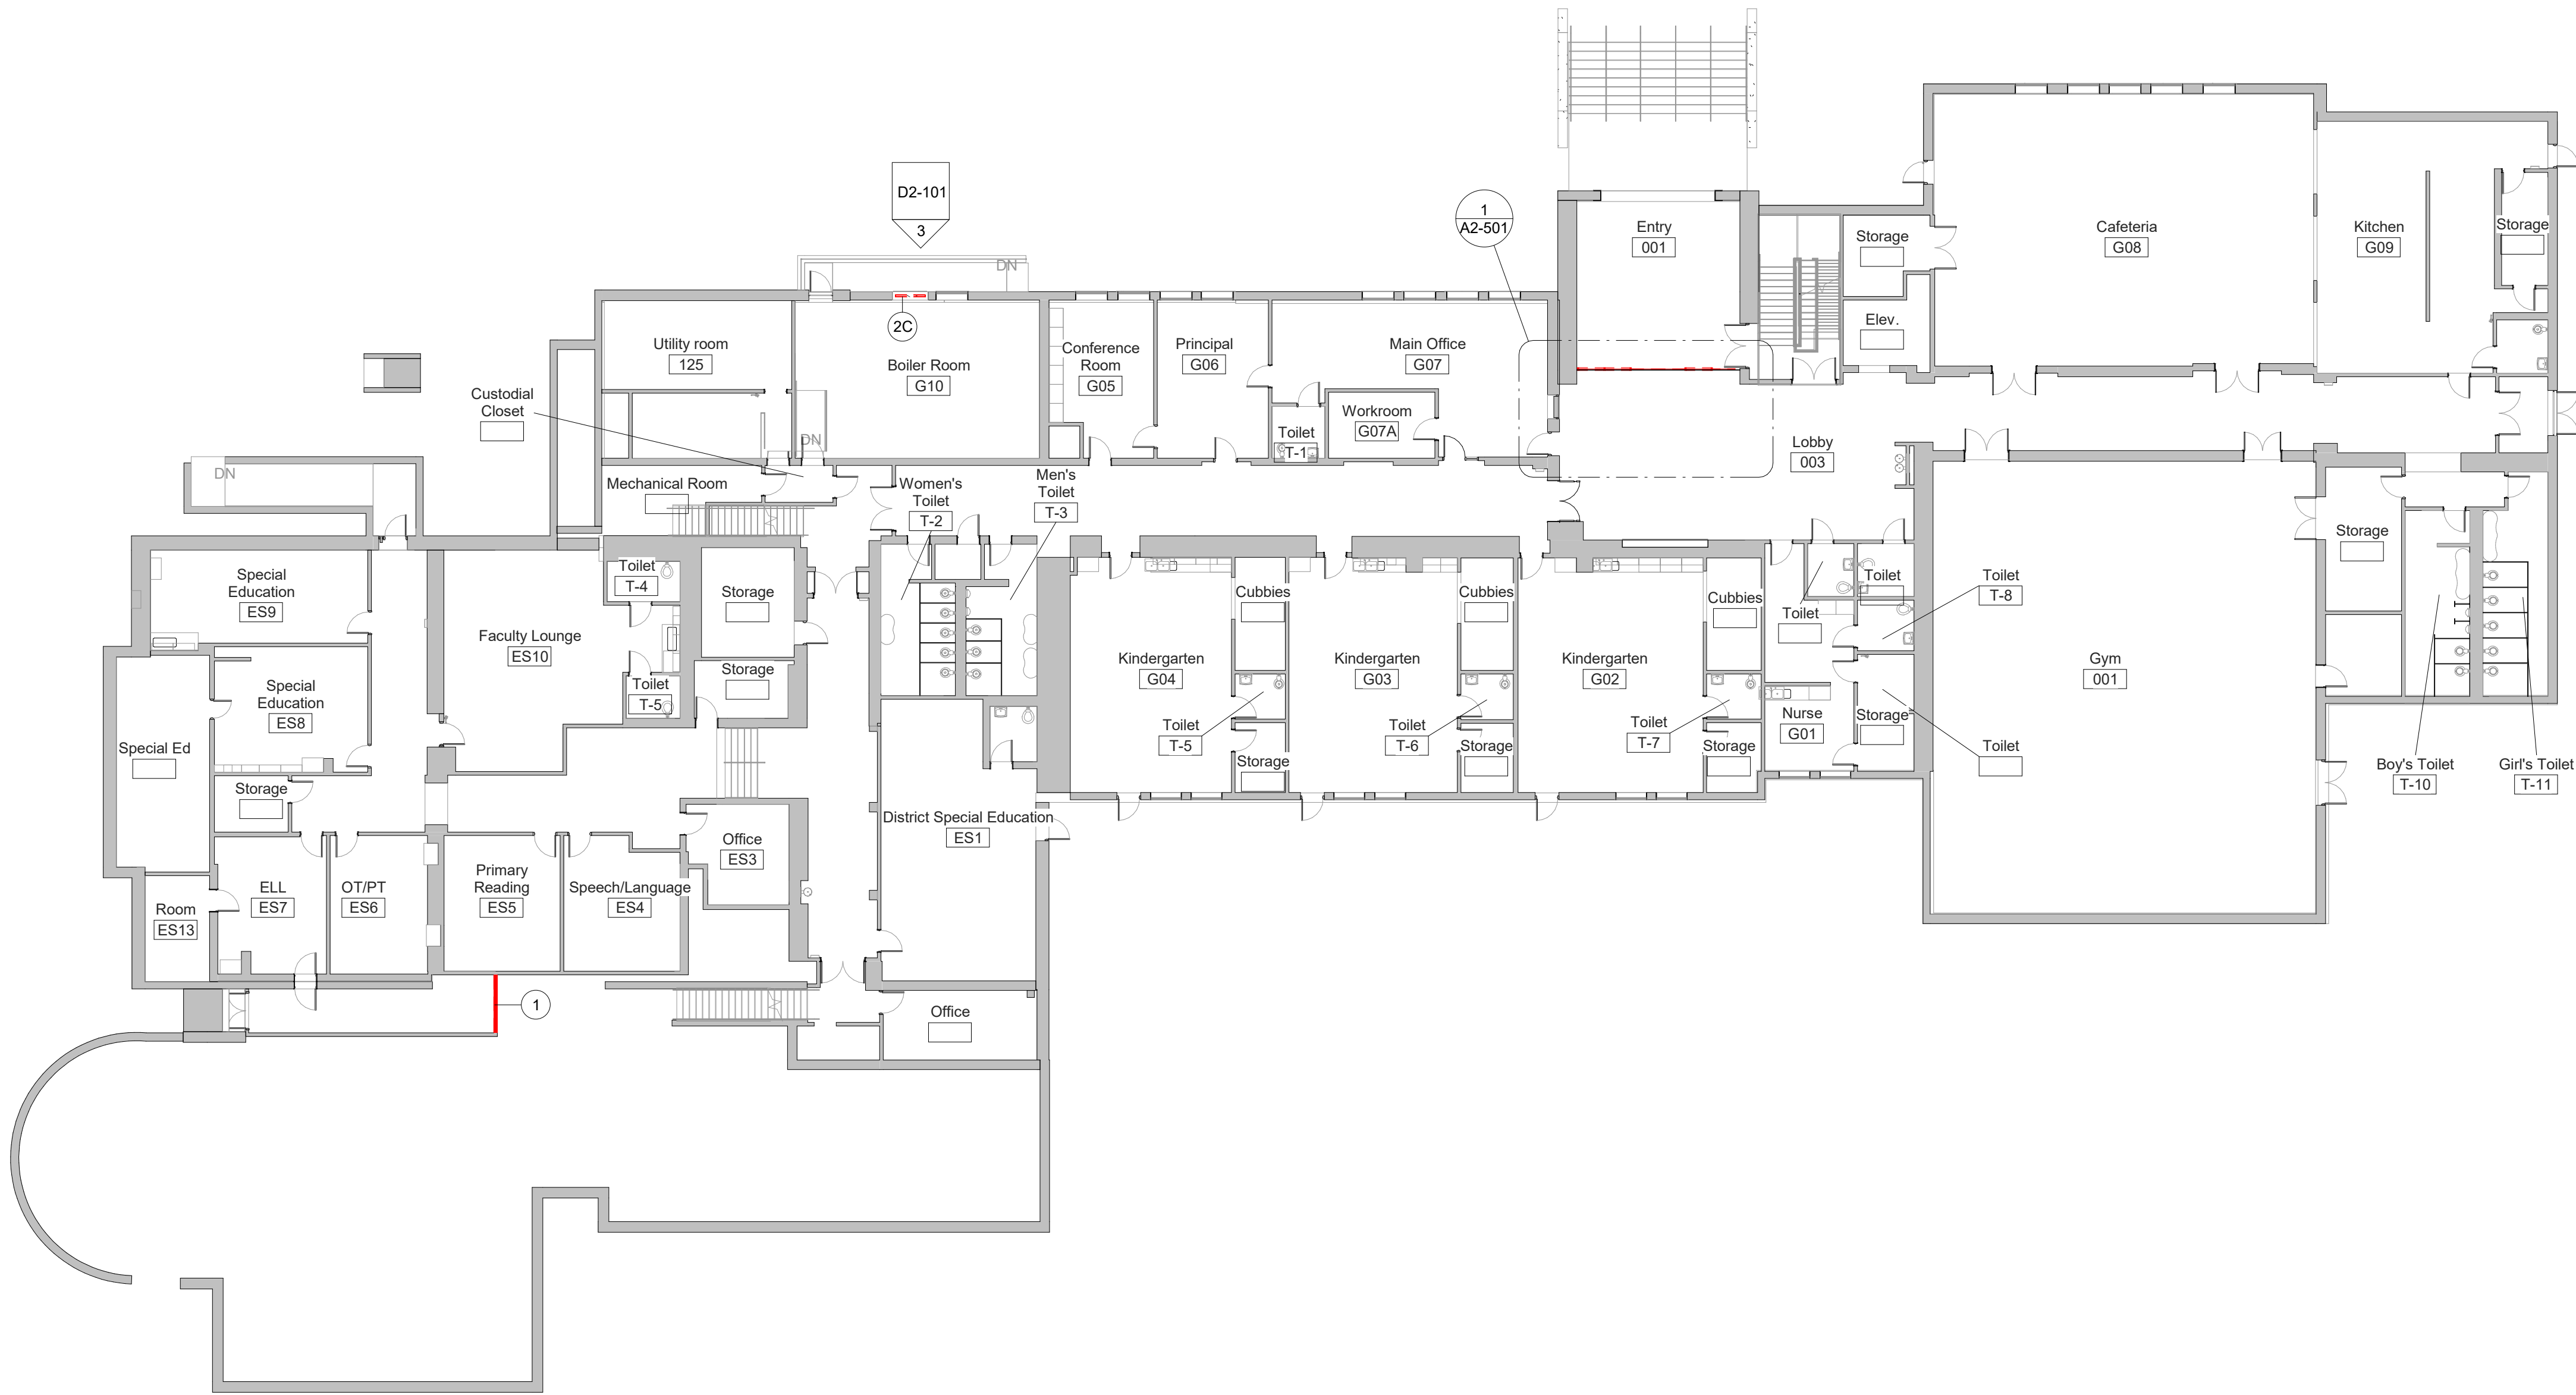 D2-101
3
1
A2-501
Entry
001
Storage
Cafeteria
G08
Kitchen
G09
Storage
Elev.
2C
DN
Utility room
125
Boiler Room
G10
Conference
Room
G05
Principal
G06
Main Office
G07
Custodial
Closet
DN
Toilet
T-1
Workroom
G07A
Lobby
003
DN
Mechanical Room
Women's
Toilet
T-2
Men's
Toilet
T-3
Storage
Special
Education
ES9
Toilet
T-4
Storage
Cubbies
Cubbies
Cubbies
Toilet
Toilet
T-8
Toilet
Faculty Lounge
ES10
Kindergarten
G04
Kindergarten
G03
Kindergarten
G02
Gym
001
Special
Education
ES8
Storage
Toilet
T-5
Special Ed
Toilet
T-5
Toilet
T-6
Toilet
T-7
Nurse
G01
Storage
Toilet
Storage
Storage
Storage
Boy's Toilet
T-10
Girl's Toilet
T-11
Storage
District Special Education
ES1
Office
ES3
ELL
ES7
OT/PT
ES6
Primary
Reading
ES5
Speech/Language
ES4
Room
ES13
1
Office